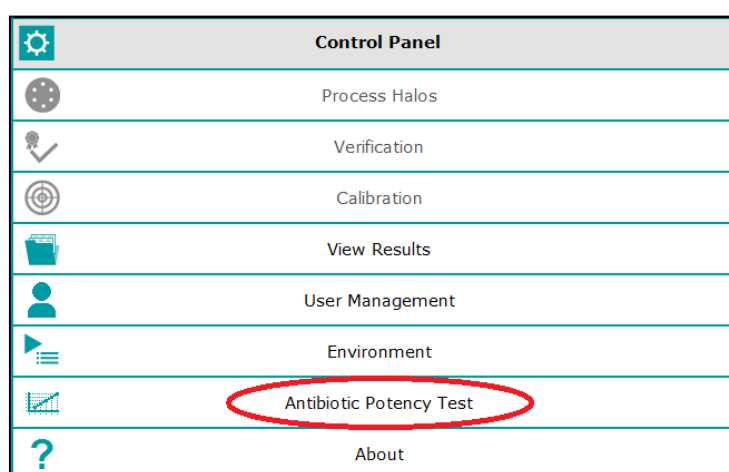 Control Panel
Process Halos
Verification
Calibration
View Results
User Management
Environment
Antibiotic Potency Test
? About